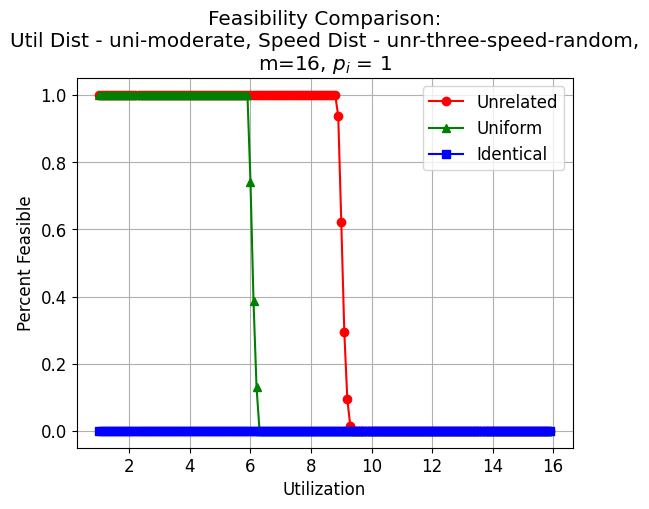 Feasibility Comparison:
Util Dist - uni-moderate, Speed Dist - unr-three-speed-random,
m=16, $p_i$ = 1
Unrelated
Uniform
Identical
Percent Feasible
1.0
0.8
0.6
0.4
0.2
0.0
2 4 6 8 10 12 14 16
Utilization